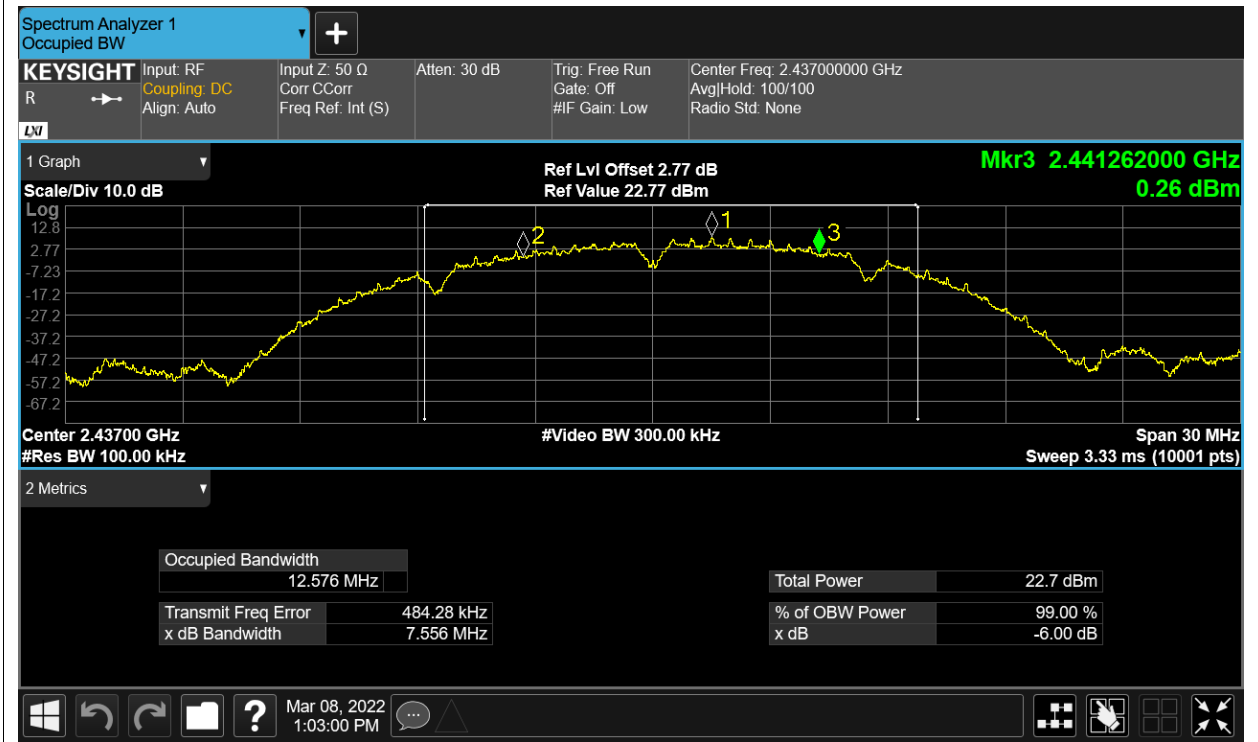 Spectrum Analyzer 1
Occupied BW
+
KEYSIGHT
R
LXI
Input: RF
Coupling: DC
Align: Auto
Input Z: 50 Ω
Corr CCorr
Freq Ref: Int (S)
Atten: 30 dB
Trig: Free Run
Gate: Off
#IF Gain: Low
Center Freq: 2.437000000 GHz
Avg|Hold: 100/100
Radio Std: None
1 Graph
Scale/Div 10.0 dB
Ref Lvl Offset 2.77 dB
Ref Value 22.77 dBm
Mkr3 2.441262000 GHz
0.26 dBm
Log
12.8
2.77
-7.23
-17.2
-27.2
-37.2
-47.2
-57.2
-67.2
2
1
3
Center 2.43700 GHz
#Video BW 300.00 kHz
Span 30 MHz
#Res BW 100.00 kHz
Sweep 3.33 ms (10001 pts)
2 Metrics
Occupied Bandwidth
12.576 MHz
Transmit Freq Error 484.28 kHz
x dB Bandwidth 7.556 MHz
Total Power 22.7 dBm
% of OBW Power 99.00 %
x dB -6.00 dB
?
Mar 08, 2022
1:03:00 PM